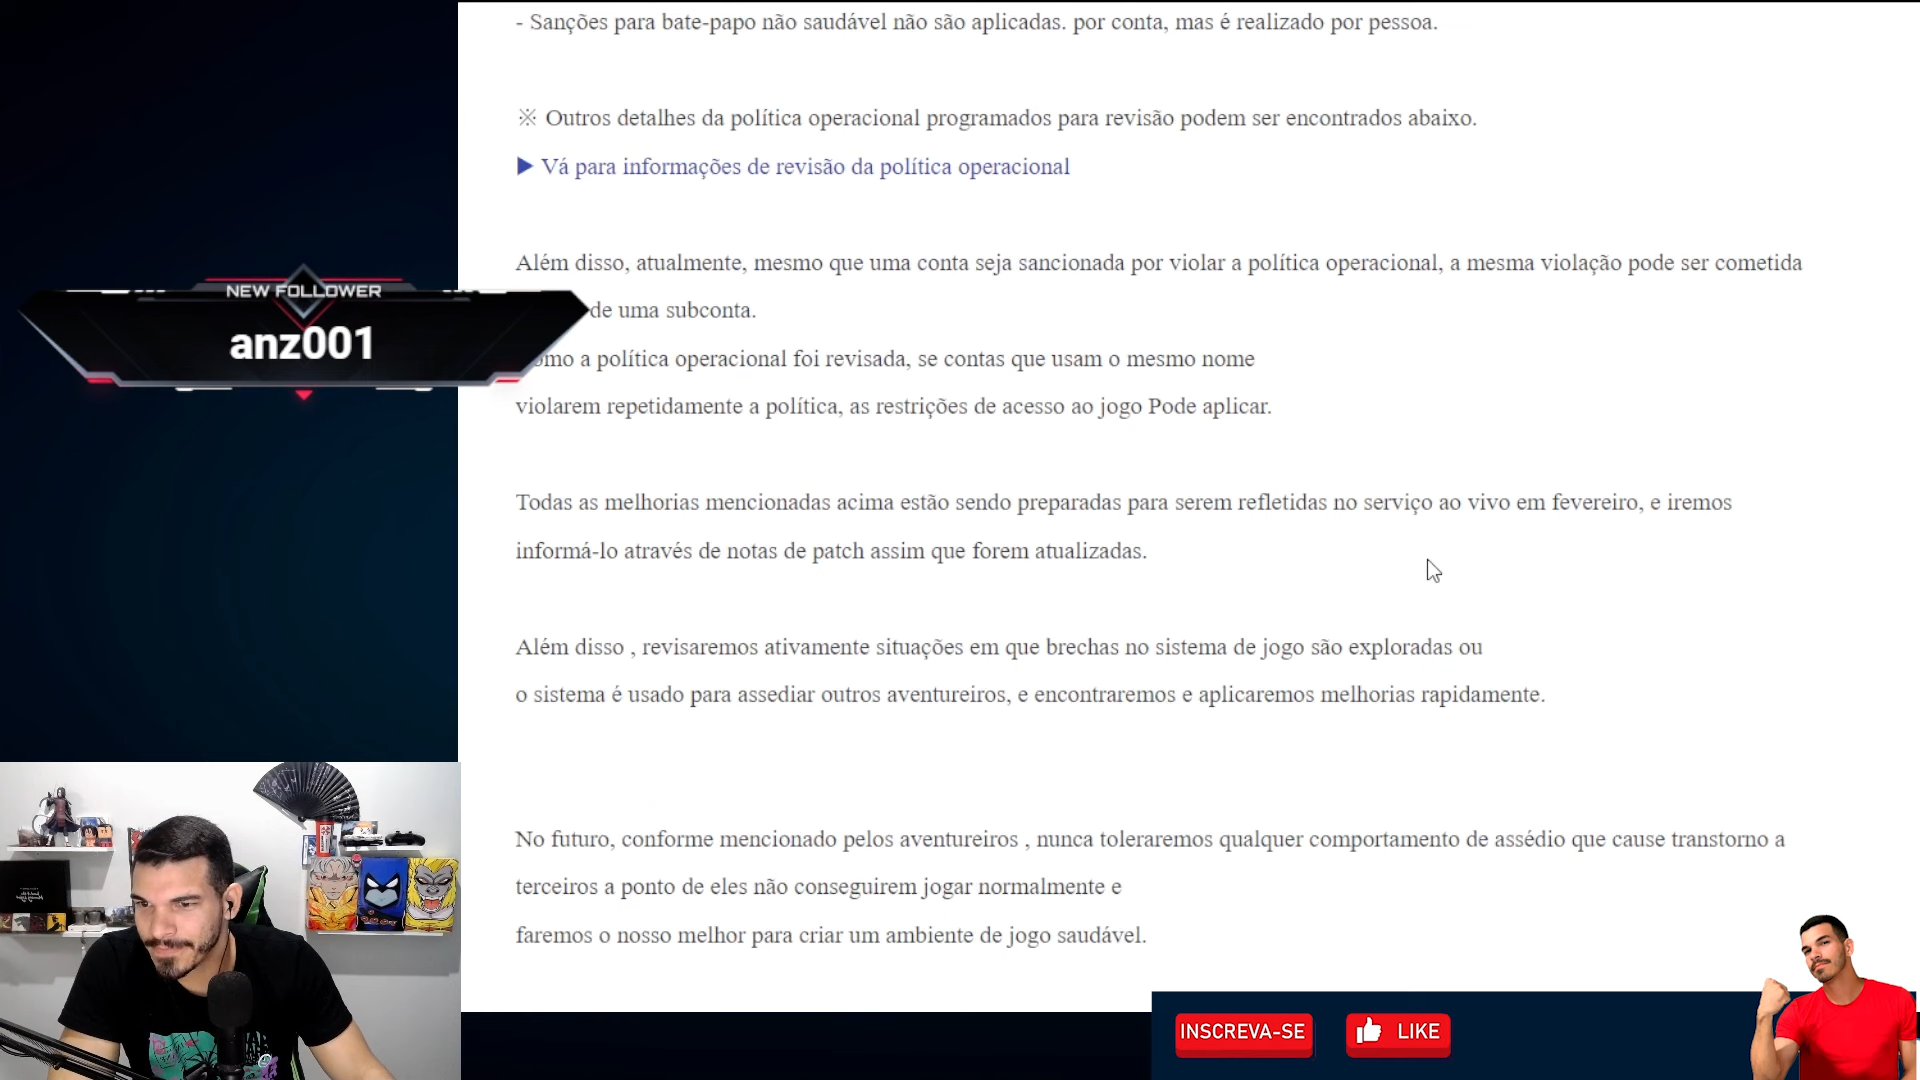 - Sanções para bate-papo não saudável não são aplicadas. por conta, mas é realizado por pessoa.
※ Outros detalhes da política operacional programados para revisão podem ser encontrados abaixo.
▶ Vá para informações de revisão da política operacional
Além disso, atualmente, mesmo que uma conta seja sancionada por violar a política operacional, a mesma violação pode ser cometida
de uma subconta.
NEW FOLLOWER
anz001
omo a política operacional foi revisada, se contas que usam o mesmo nome
violarem repetidamente a política, as restrições de acesso ao jogo Pode aplicar.
Todas as melhorias mencionadas acima estão sendo preparadas para serem refletidas no serviço ao vivo em fevereiro, e iremos
informá-lo através de notas de patch assim que forem atualizadas.
Além disso , revisaremos ativamente situações em que brechas no sistema de jogo são exploradas ou
o sistema é usado para assediar outros aventureiros, e encontraremos e aplicaremos melhorias rapidamente.
No futuro, conforme mencionado pelos aventureiros , nunca toleraremos qualquer comportamento de assédio que cause transtorno a
terceiros a ponto de eles não conseguirem jogar normalmente e
faremos o nosso melhor para criar um ambiente de jogo saudável.
INSCREVA-SE
LIKE